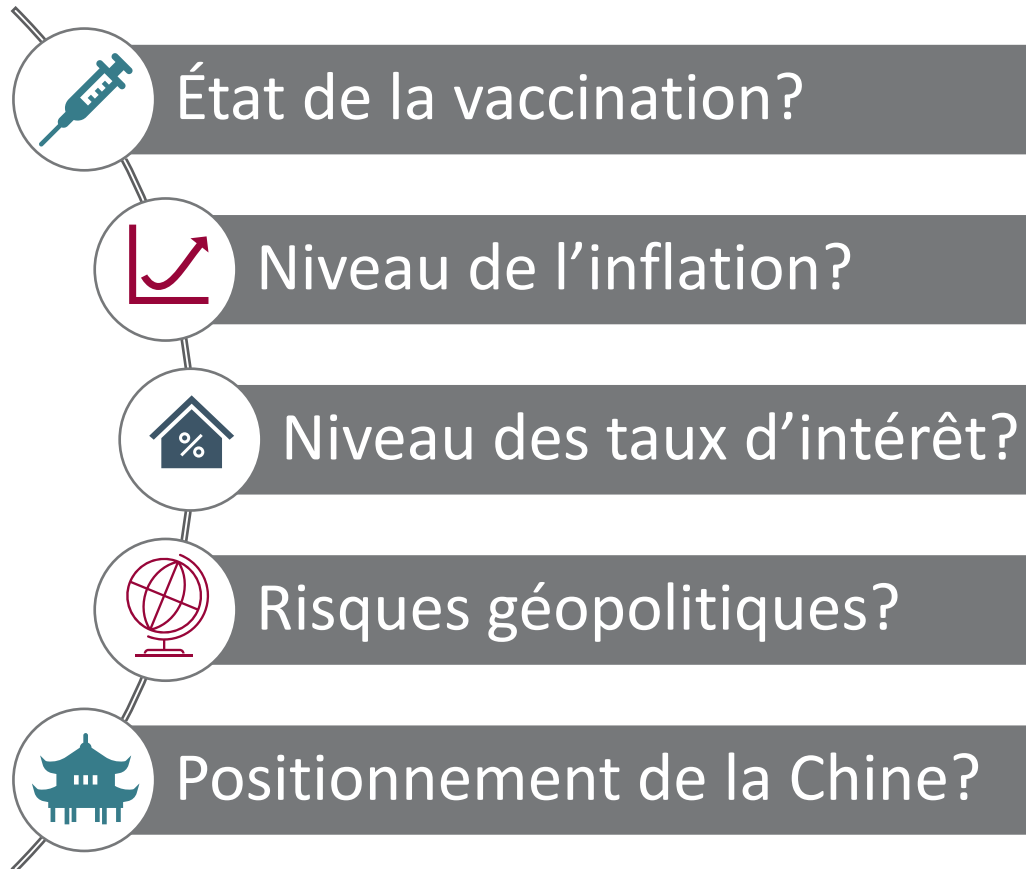 État de la vaccination?
Niveau de l’inflation?
Niveau des taux d’intérêt?
Risques géopolitiques?
Positionnement de la Chine?